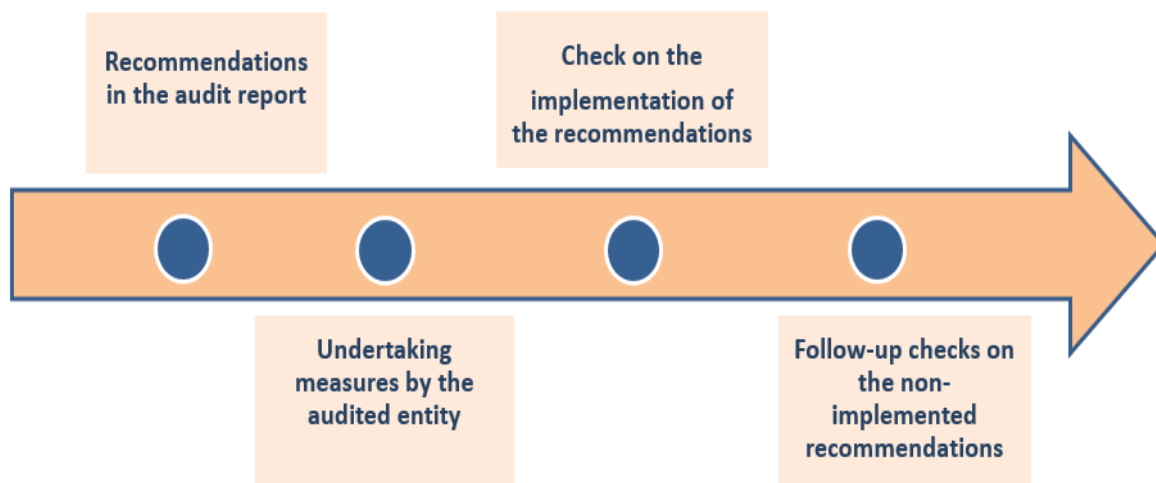 Recommendations
in the audit report
Undertaking
measures by the
audited entity
Check on the
implementation of
the recommendations
Follow-up checks on
the non-
implemented
recommendations